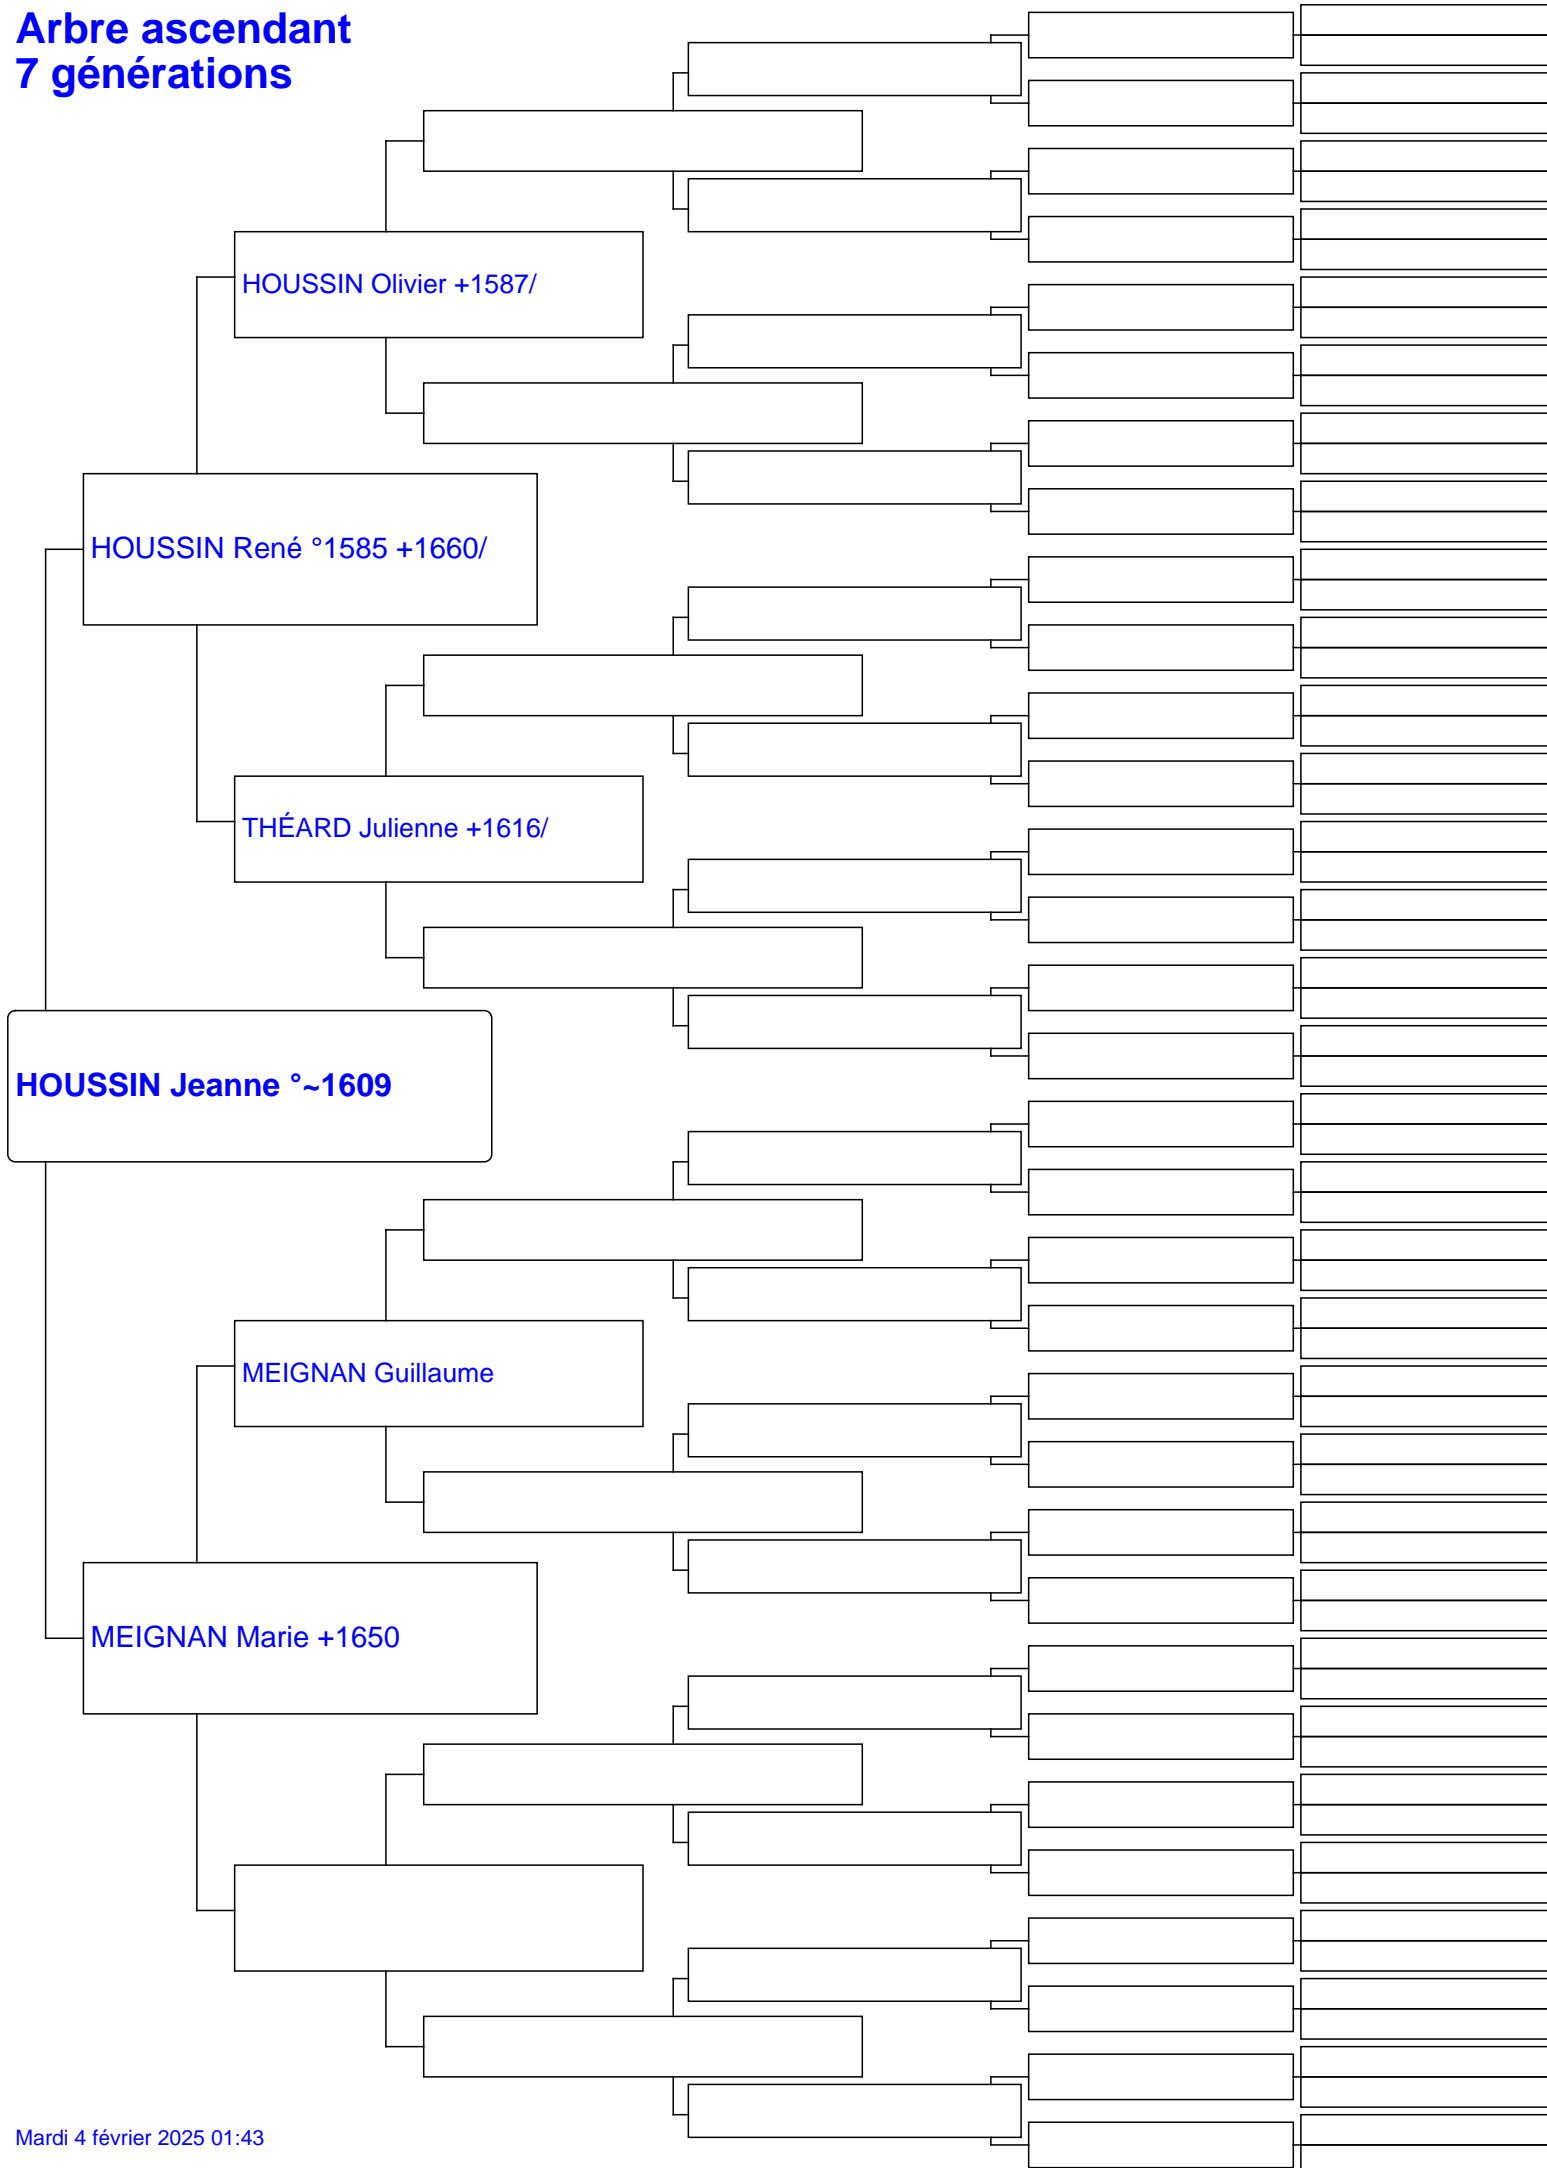 Arbre ascendant
7 générations
HOUSSIN Olivier +1587/
HOUSSIN René °1585 +1660/
THÉARD Julienne +1616/
HOUSSIN Jeanne °~1609
MEIGNAN Guillaume
MEIGNAN Marie +1650
Mardi 4 février 2025 01:43